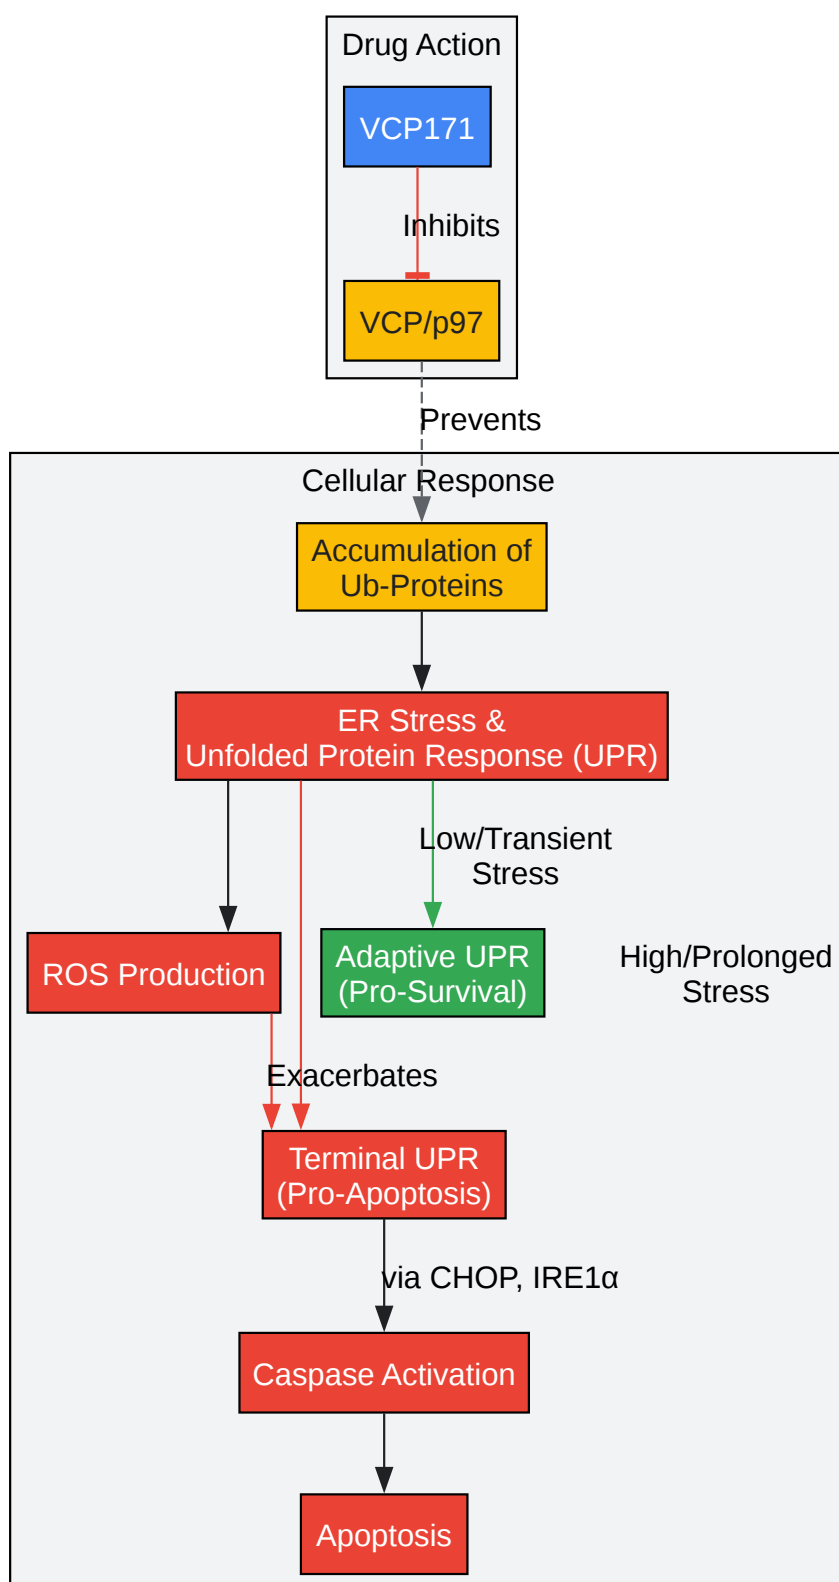 Drug Action
VCP171
Inhibits
VCP/p97
Prevents
Cellular Response
Accumulation of
Ub-Proteins
ER Stress &
Unfolded Protein Response (UPR)
Low/Transient
Stress
ROS Production
Adaptive UPR
(Pro-Survival)
High/Prolonged
Stress
Exacerbates
Terminal UPR
(Pro-Apoptosis)
via CHOP, IRE1α
Caspase Activation
Apoptosis